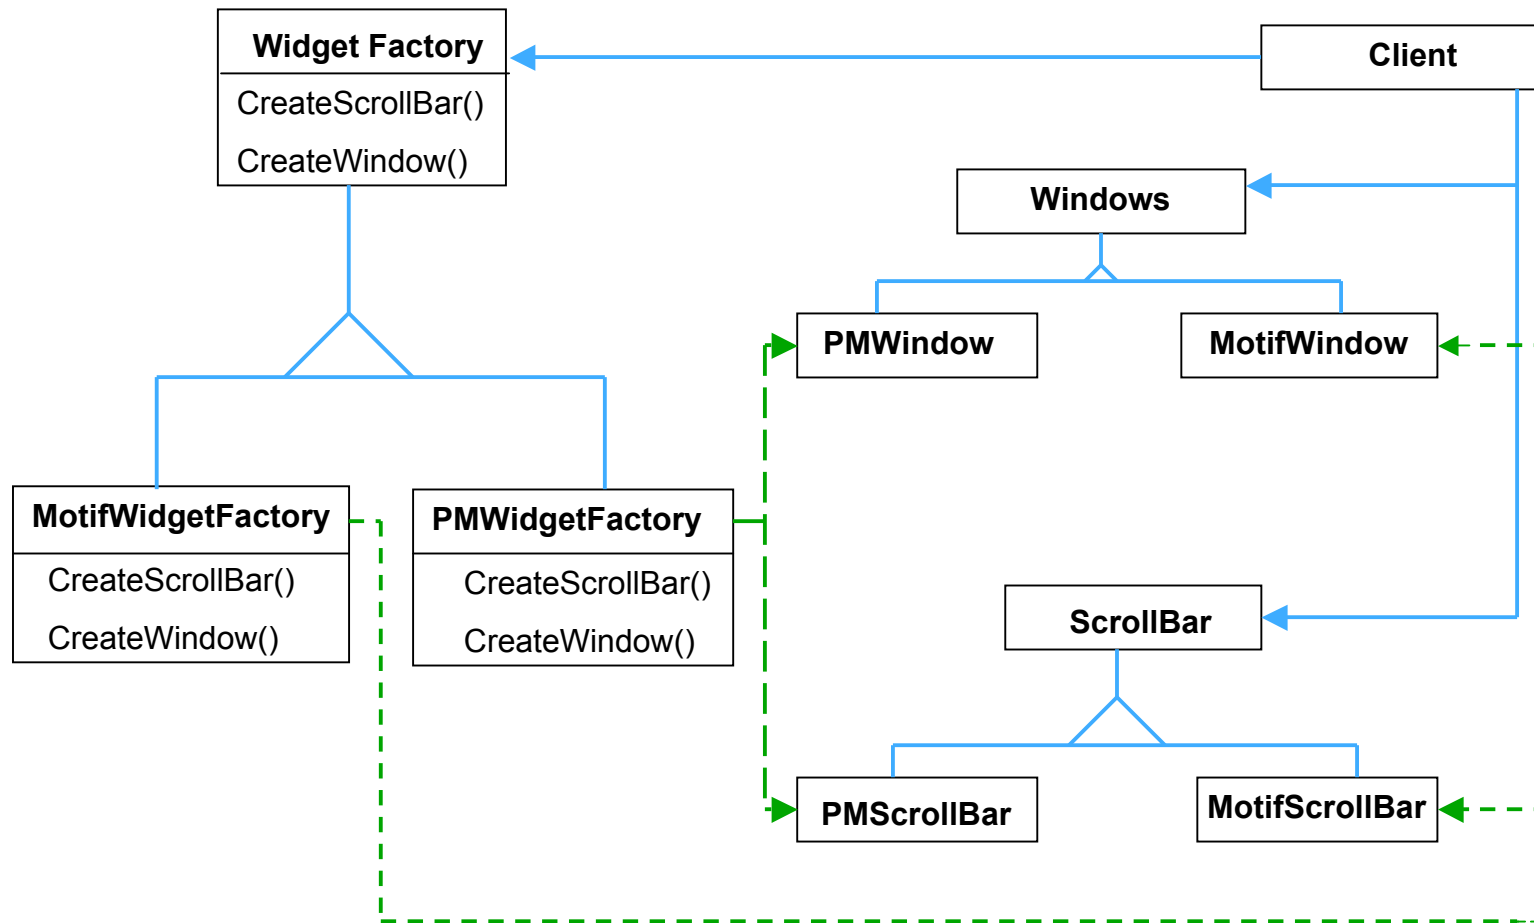 Widget Factory
CreateScrollBar()
CreateWindow()
Client
Windows
PMWindow
MotifWindow
MotifWidgetFactory
CreateScrollBar()
CreateWindow()
PMWidgetFactory
CreateScrollBar()
CreateWindow()
ScrollBar
PMScrollBar
MotifScrollBar